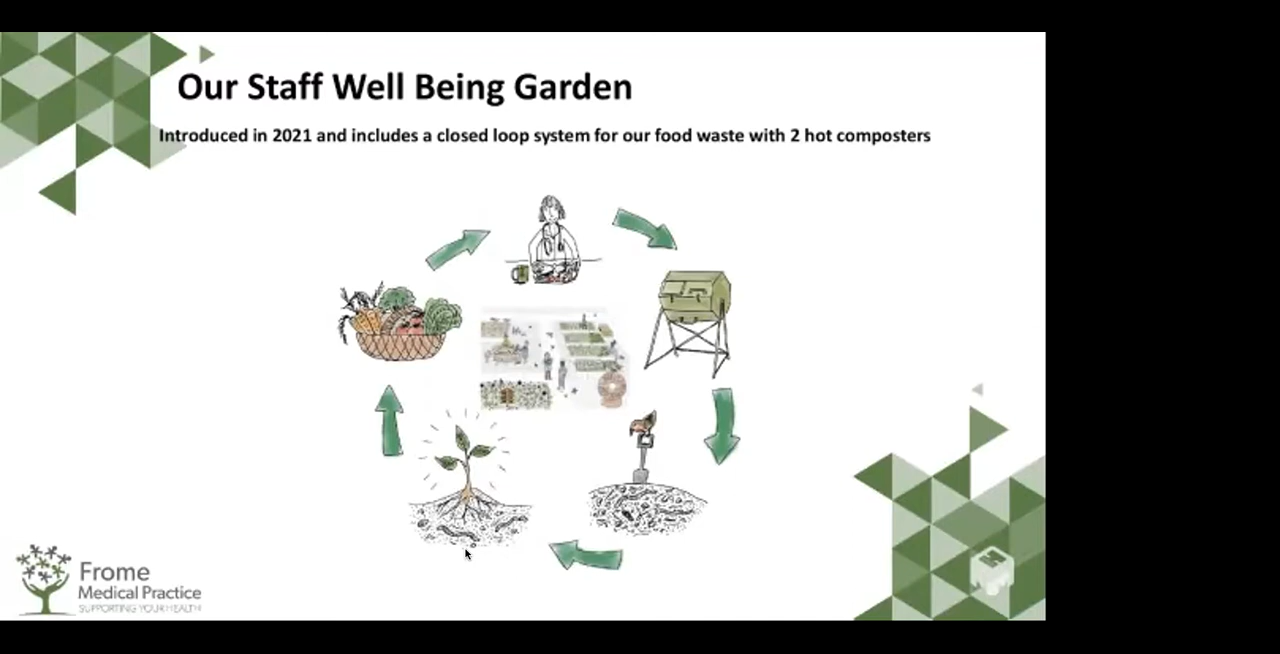 Our Staff Well Being Garden
Introduced in 2021 and includes a closed loop system for our food waste with 2 hot composters
Frome
Medical Practice
SUPPORTING YOUR HEALTH